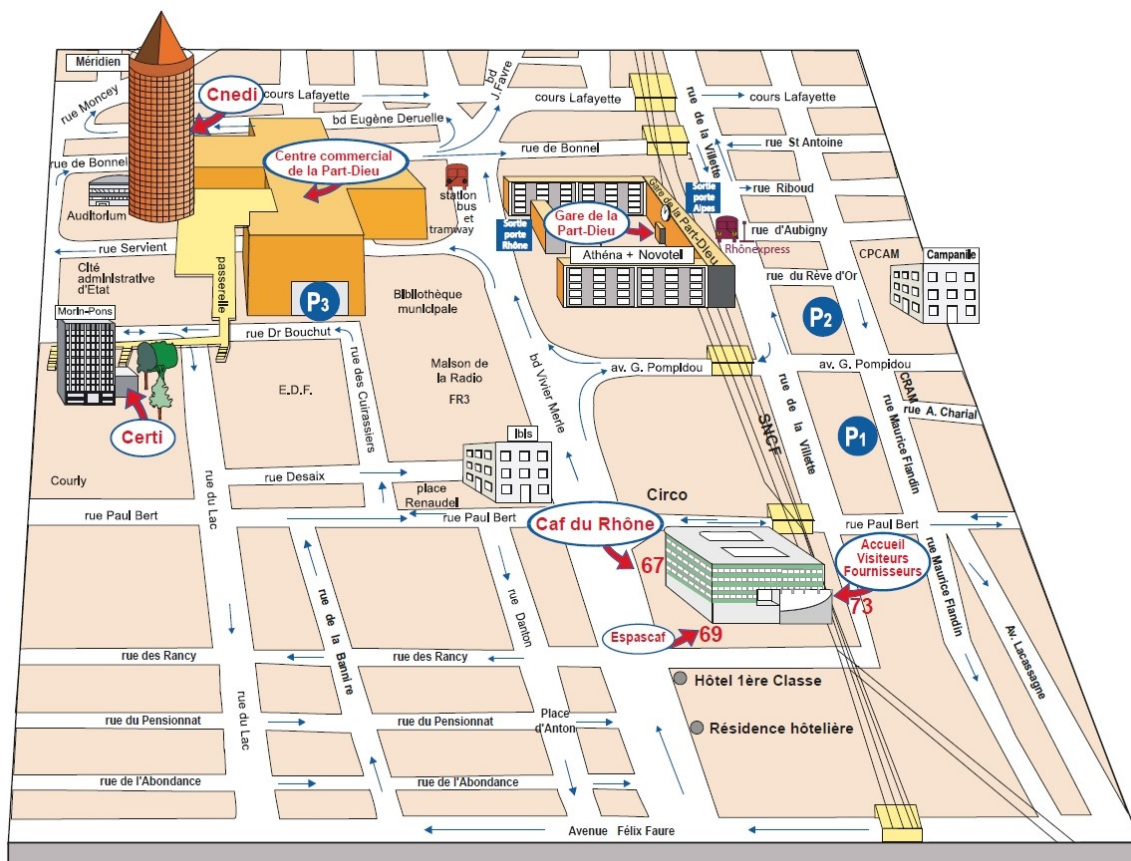 Méridien
Cnedi
rue Moncey
cours Lafayette
bd
J.Favre
cours Lafayette
rue de la Villette
cours Lafayette
bd Eugène Deruelle
rue de Bonnel
Centre commercial
de la Part-Dieu
rue de Bonnel
rue St Antoine
Auditorium
station
bus
et
tramway
Sortie
porte
Rhône
Gare de la
Part-Dieu
Gare de la Part-Dieu
Sortie
porte
Alpes
rue Riboud
rue d'Aubigny
Rhônexpress
rue Servient
passerelle
Athéna + Novotel
CPCAM
Campanile
Cité
administrative
d'Etat
rue du Rêve d'Or
Morin-Pons
P3
Bibliothèque
municipale
P2
rue Dr Bouchut
rue des Cuirassiers
Maison de
la Radio
FR3
bd Vivier Merle
av. G. Pompidou
av. G. Pompidou
E.D.F.
CRAM
rue A. Charial
Certi
SNCF
rue de la Villette
P1
rue Maurice Flandin
Ibis
Courly
rue du Lac
rue Desaix
place
Renaudel
Circo
rue Paul Bert
rue Paul Bert
Caf du Rhône
rue Paul Bert
67
Accueil
Visiteurs
Fournisseurs
73
rue Maurice Flandin
rue de la Banni re
rue Danton
Espascaf
69
Av. Lacassagne
rue des Rancy
rue des Rancy
Hôtel 1ère Classe
rue du Lac
rue du Pensionnat
rue du Pensionnat
Place
d'Anton
Résidence hôtelière
rue de l'Abondance
rue de l'Abondance
Avenue Félix Faure